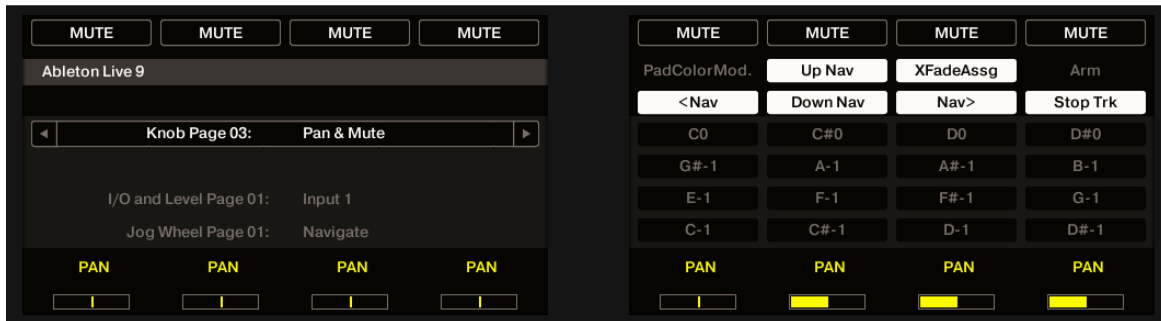 MUTE MUTE MUTE MUTE
Ableton Live 9
Knob Page 03: Pan & Mute
I/O and Level Page 01: Input 1
Jog Wheel Page 01: Navigate
PAN PAN PAN PAN
MUTE MUTE MUTE MUTE
PadColorMod. Up Nav XFadeAssg Arm
<Nav Down Nav Nav> Stop Trk
C0 C#0 D0 D#0
G#-1 A-1 A#-1 B-1
E-1 F-1 F#-1 G-1
C-1 C#-1 D-1 D#-1
PAN PAN PAN PAN